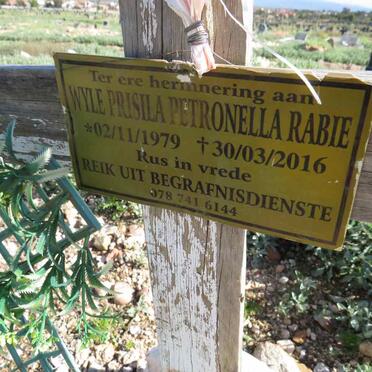 Ter ere herinnering aan
WYLE PRISILA PETRONELLA RABIE
*02/11/1979 †30/03/2016
Rus in vrede
REIK UIT BEGRAFNISDIENSTE
078 741 6144